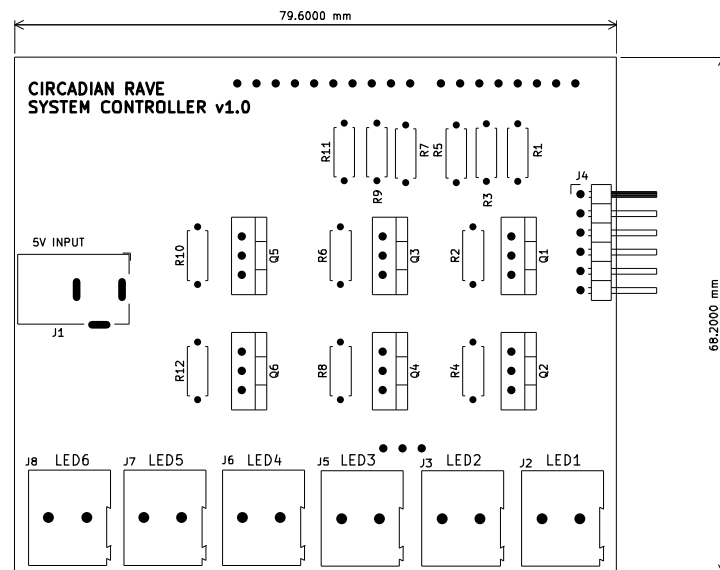 79.6000 mm
CIRCADIAN RAVE
SYSTEM CONTROLLER v1.0
R11
R9
R7
R5
R3
R1
J4
5V INPUT
J1
R10
Q5
R6
Q3
R2
Q1
68.2000 mm
R12
Q6
R8
Q4
R4
Q2
J8 LED6
J7 LED5
J6 LED4
J5 LED3
J3 LED2
J2 LED1